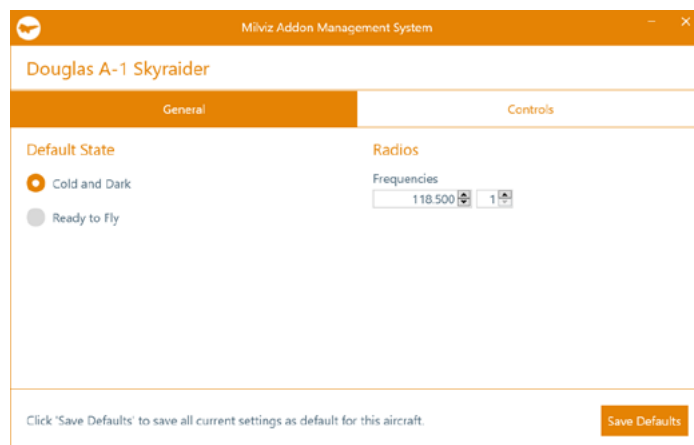 Milviz Addon Management System
Douglas A-1 Skyraider
General
Controls
Default State
Radios
Cold and Dark
Frequencies
118.500 1
Ready to Fly
Click 'Save Defaults' to save all current settings as default for this aircraft.
Save Defaults